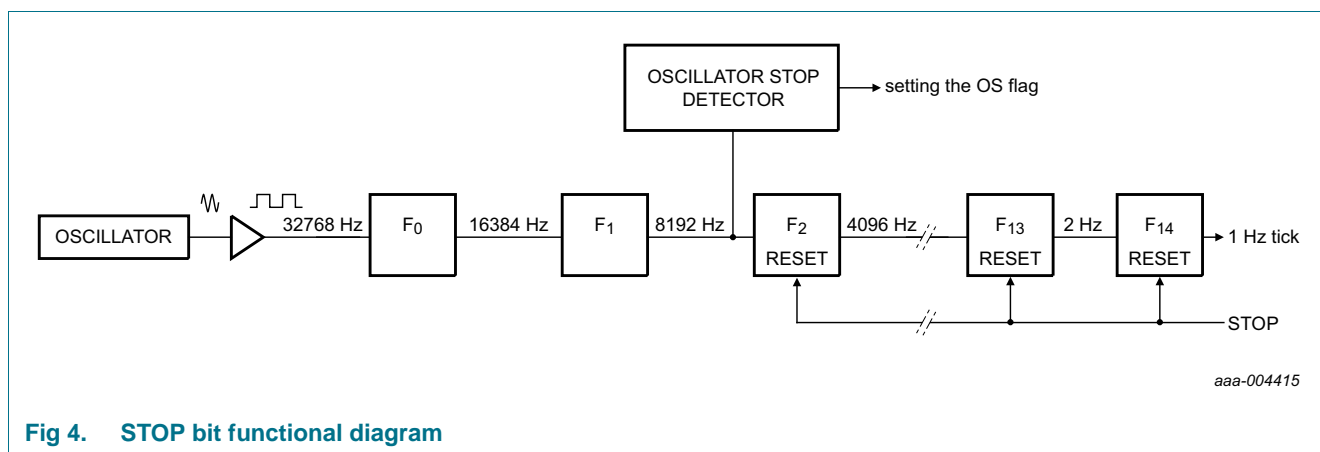 OSCILLATOR STOP
DETECTOR
setting the OS flag
OSCILLATOR
32768 Hz
F0
16384 Hz
F1
8192 Hz
F2
RESET
4096 Hz
F13
RESET
2 Hz
F14
RESET
1 Hz tick
STOP
aaa-004415
Fig 4. STOP bit functional diagram